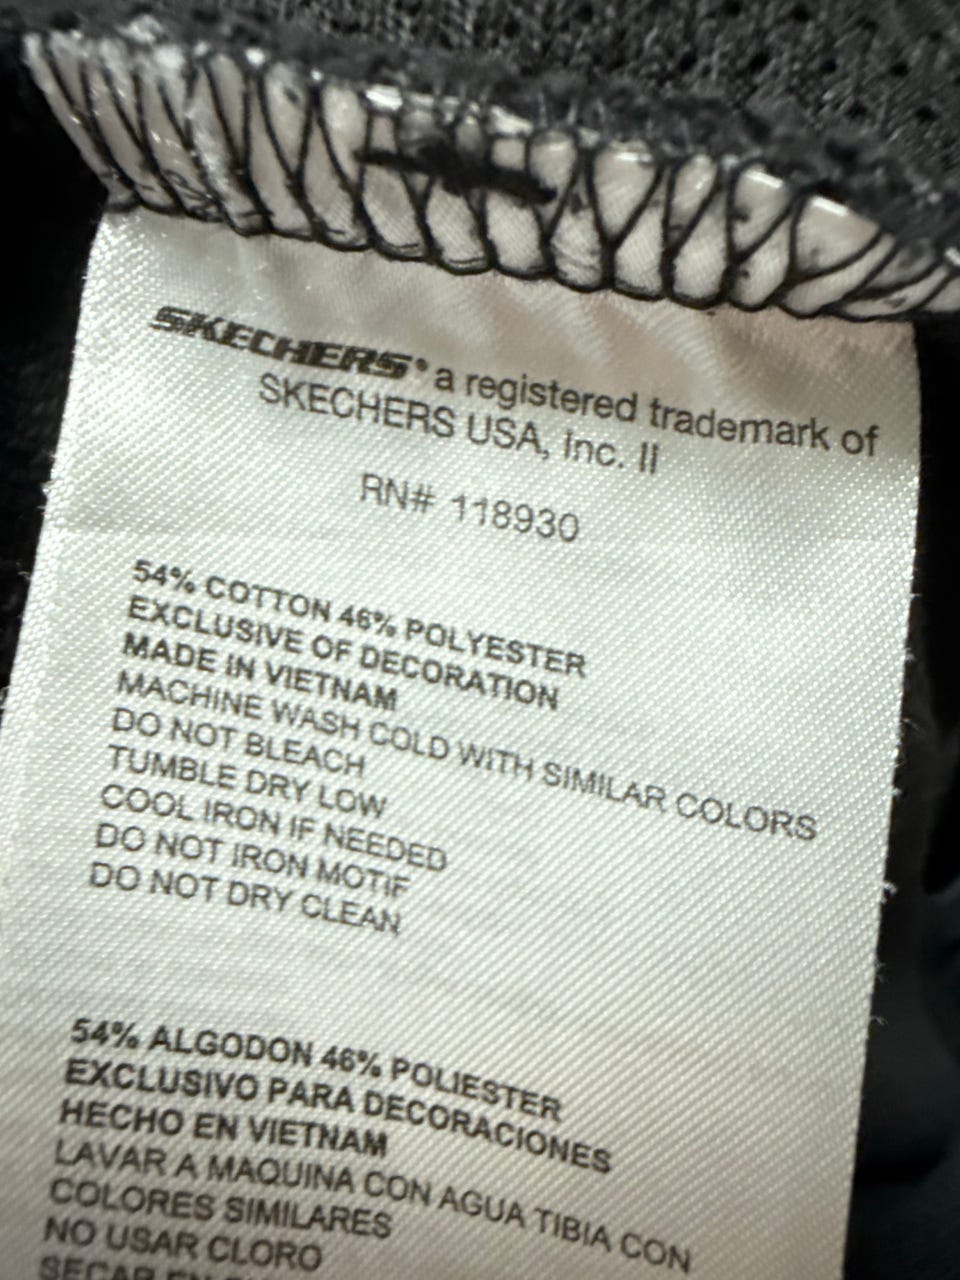 SKECHERS® a registered trademark of
SKECHERS USA, Inc. II
RN# 118930
54% COTTON 46% POLYESTER
EXCLUSIVE OF DECORATION
MADE IN VIETNAM
MACHINE WASH COLD WITH SIMILAR COLORS
DO NOT BLEACH
TUMBLE DRY LOW
COOL IRON IF NEEDED
DO NOT IRON MOTIF
DO NOT DRY CLEAN
54% ALGODON 46% POLIESTER
EXCLUSIVO PARA DECORACIONES
HECHO EN VIETNAM
LAVAR A MAQUINA CON AGUA TIBIA CON
COLORES SIMILARES
NO USAR CLORO
SECAR EN